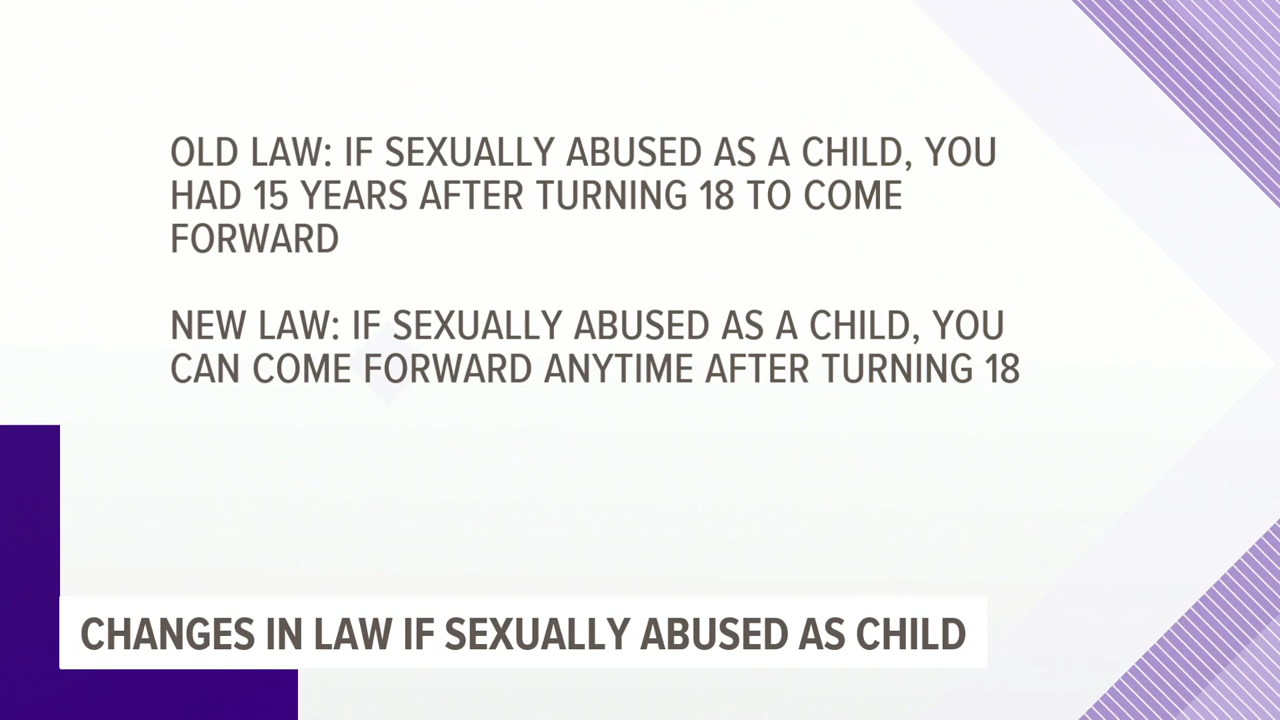 OLD LAW: IF SEXUALLY ABUSED AS A CHILD, YOU
HAD 15 YEARS AFTER TURNING 18 TO COME
FORWARD
NEW LAW: IF SEXUALLY ABUSED AS A CHILD, YOU
CAN COME FORWARD ANYTIME AFTER TURNING 18
CHANGES IN LAW IF SEXUALLY ABUSED AS CHILD